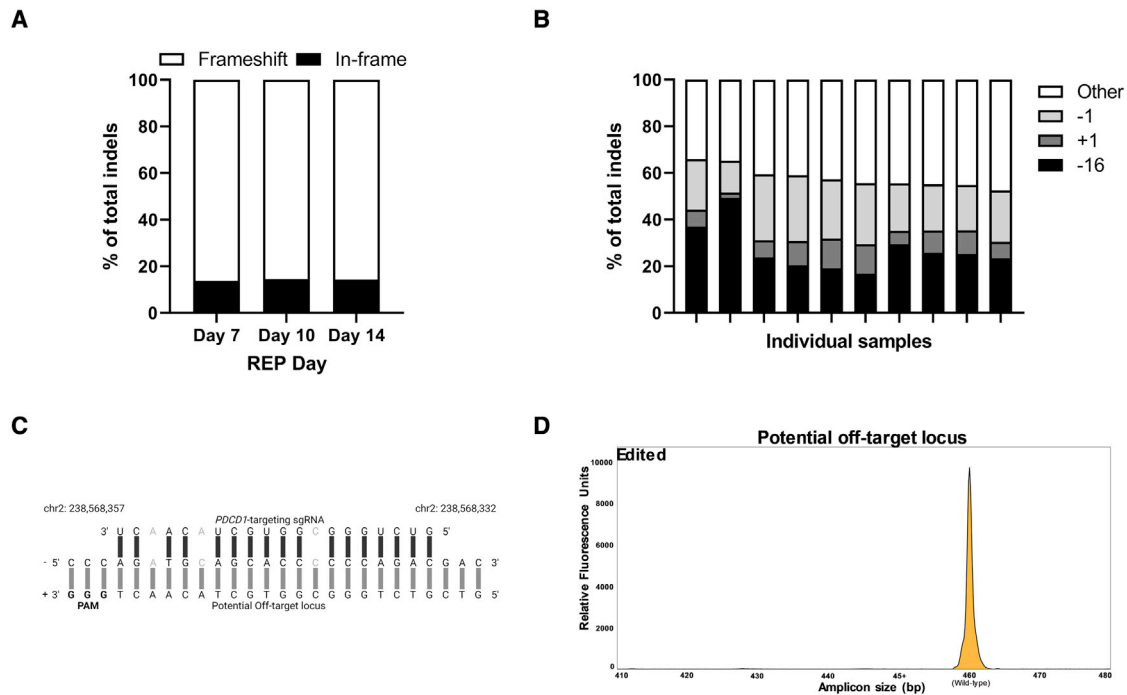 A
Frameshift In-frame
% of total indels
100
80
60
40
20
0
Day 7 Day 10 Day 14
REP Day
B
% of total indels
100
80
60
40
20
0
Individual samples
Other
-1
+1
-16
C
chr2: 238,568,357 chr2: 238,568,332
PDCD1-targeting sgRNA
3' U C A A C A U C G U G G C G G G U C U G 5'
- 5' C C C A G A T G C A G C A C C C C C A G A C G A C 3'
+ 3' G G G T C A A C A T C G T G G C G G G T C T G C T G 5'
PAM Potential Off-target locus
D
Potential off-target locus
Edited
Relative Fluorescence Units
10000
8000
6000
4000
2000
0
410 420 430 440 45+ 460 470 480
(Wild-type)
Amplicon size (bp)